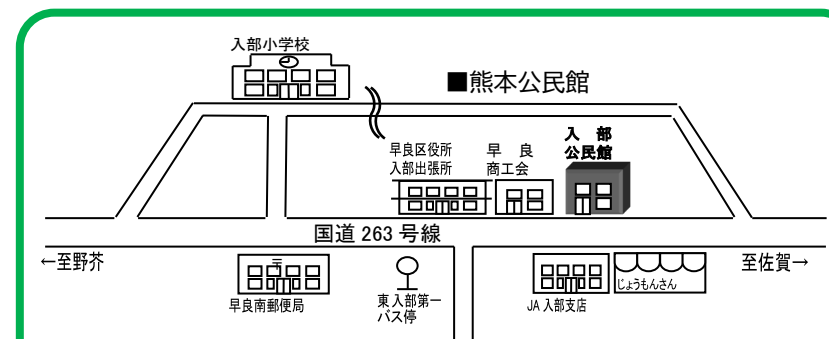 入部小学校
■熊本公民館
入 部
公民館
早良区役所
入部出張所
早 良
商工会
国道 263 号線
←至野芥
至佐賀→
〒
早良南郵便局
東入部第一
バス停
JA 入部支店
じょうもんさん